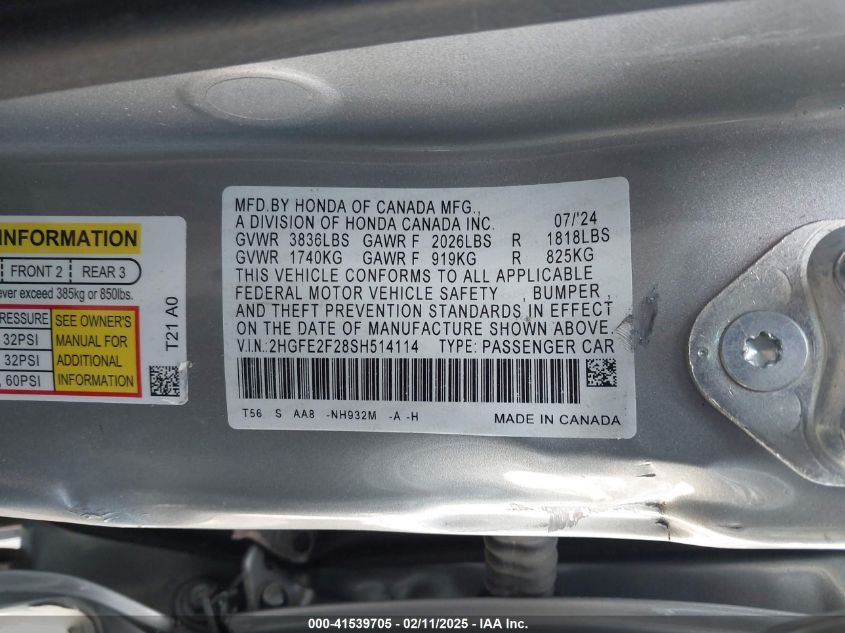 MFD.BY HONDA OF CANADA MFG.,
A DIVISION OF HONDA CANADA INC. 07/'24
GVWR 3836LBS GAWR F 2026LBS R 1818LBS
GVWR 1740KG GAWR F 919KG R 825KG
THIS VEHICLE CONFORMS TO ALL APPLICABLE
FEDERAL MOTOR VEHICLE SAFETY , BUMPER ,
AND THEFT PREVENTION STANDARDS IN EFFECT
ON THE DATE OF MANUFACTURE SHOWN ABOVE.
V.I.N.:2HGFE2F28SH514114 TYPE: PASSENGER CAR
T56 S AA8 -NH932M -A -H
MADE IN CANADA
INFORMATION
FRONT 2 REAR 3
ever exceed 385kg or 850lbs.
PRESSURE SEE OWNER'S
32PSI MANUAL FOR
32PSI ADDITIONAL
, 60PSI INFORMATION
T21 A0
000-41539705 - 02/11/2025 - IAA Inc.